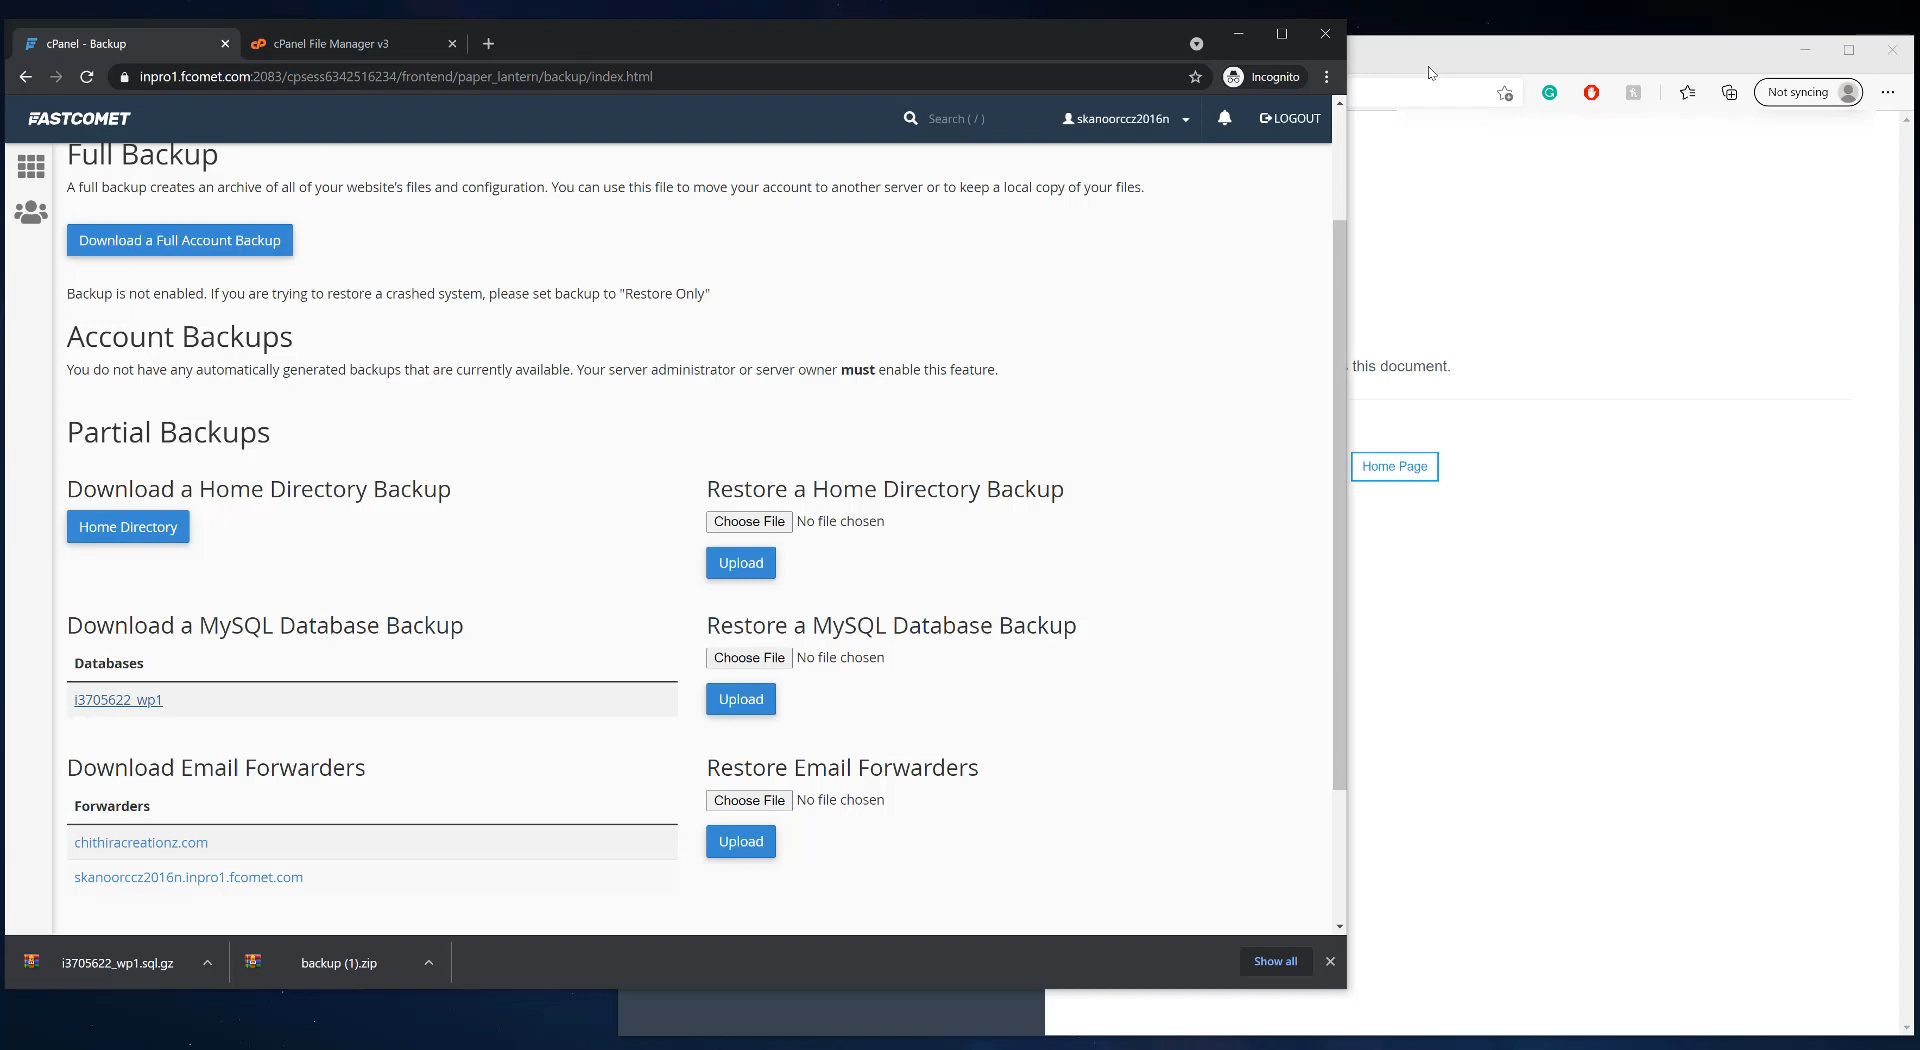 cPanel - Backup
cPanel File Manager v3
inpro1.fcomet.com:2083/cpsess6342516234/frontend/paper_lantern/backup/index.html
Incognito
Not syncing
FASTCOMET
Search ( / )
skanoorccz2016n
LOGOUT
Full Backup
A full backup creates an archive of all of your website's files and configuration. You can use this file to move your account to another server or to keep a local copy of your files.
Download a Full Account Backup
Backup is not enabled. If you are trying to restore a crashed system, please set backup to "Restore Only"
Account Backups
You do not have any automatically generated backups that are currently available. Your server administrator or server owner must enable this feature.
this document.
Partial Backups
Home Page
Download a Home Directory Backup
Home Directory
Restore a Home Directory Backup
Choose File No file chosen
Upload
Download a MySQL Database Backup
Databases
i3705622_wp1
Restore a MySQL Database Backup
Choose File No file chosen
Upload
Download Email Forwarders
Forwarders
chithiracreationz.com
skanoorccz2016n.inpro1.fcomet.com
Restore Email Forwarders
Choose File No file chosen
Upload
i3705622_wp1.sql.gz
backup (1).zip
Show all